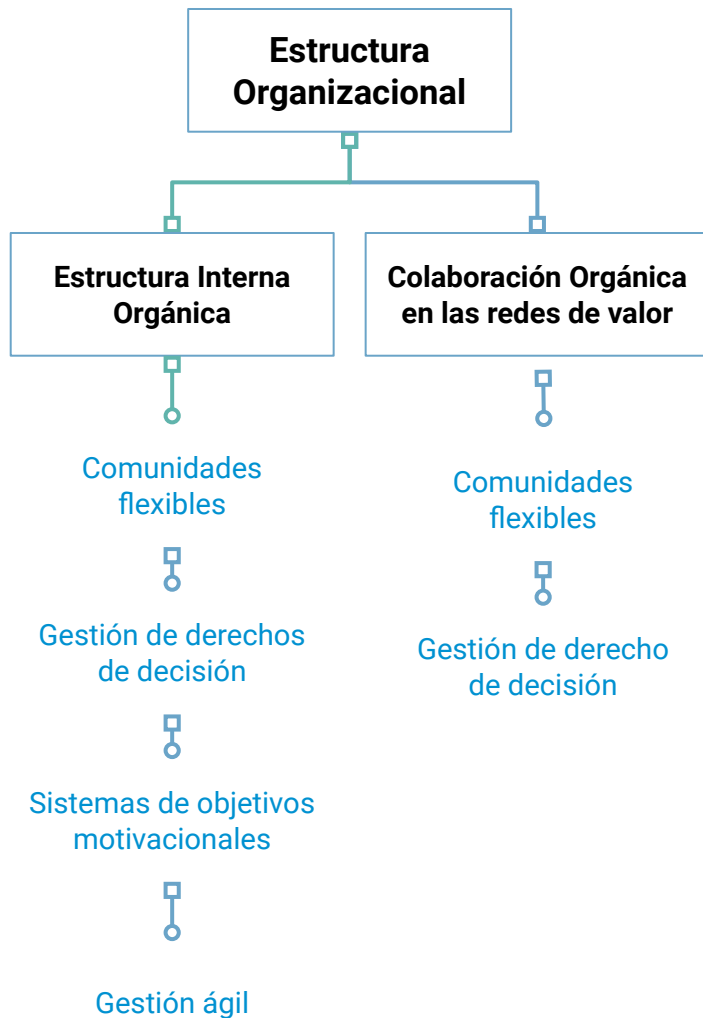 Estructura
Organizacional
Estructura Interna
Orgánica
Comunidades
flexibles
Gestión de derechos
de decisión
Sistemas de objetivos
motivacionales
Gestión ágil
Colaboración Orgánica
en las redes de valor
Comunidades
flexibles
Gestión de derecho
de decisión